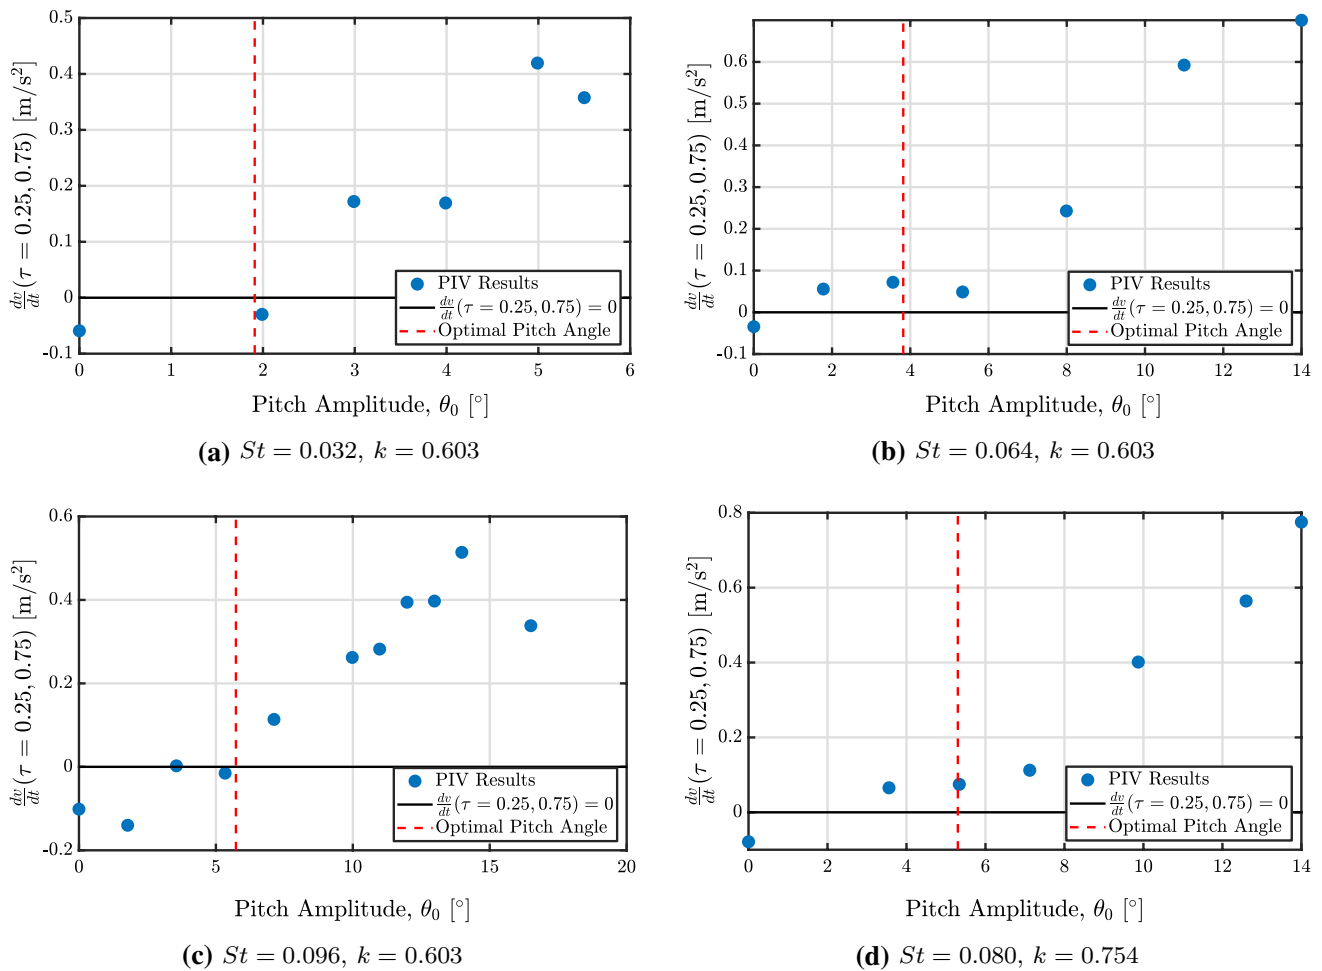 0.5
0.4
0.3
0.2
0.1
0
-0.1
0 1 2 3 4 5 6
dv/dt (τ = 0.25, 0.75) [m/s²]
Pitch Amplitude, θ₀ [°]
PIV Results
dv/dt (τ = 0.25, 0.75) = 0
Optimal Pitch Angle
(a) St = 0.032, k = 0.603
0.6
0.5
0.4
0.3
0.2
0.1
0
-0.1
0 2 4 6 8 10 12 14
dv/dt (τ = 0.25, 0.75) [m/s²]
Pitch Amplitude, θ₀ [°]
PIV Results
dv/dt (τ = 0.25, 0.75) = 0
Optimal Pitch Angle
(b) St = 0.064, k = 0.603
0.6
0.4
0.2
0
-0.2
0 5 10 15 20
dv/dt (τ = 0.25, 0.75) [m/s²]
Pitch Amplitude, θ₀ [°]
PIV Results
dv/dt (τ = 0.25, 0.75) = 0
Optimal Pitch Angle
(c) St = 0.096, k = 0.603
0.8
0.6
0.4
0.2
0
0 2 4 6 8 10 12 14
dv/dt (τ = 0.25, 0.75) [m/s²]
Pitch Amplitude, θ₀ [°]
PIV Results
dv/dt (τ = 0.25, 0.75) = 0
Optimal Pitch Angle
(d) St = 0.080, k = 0.754